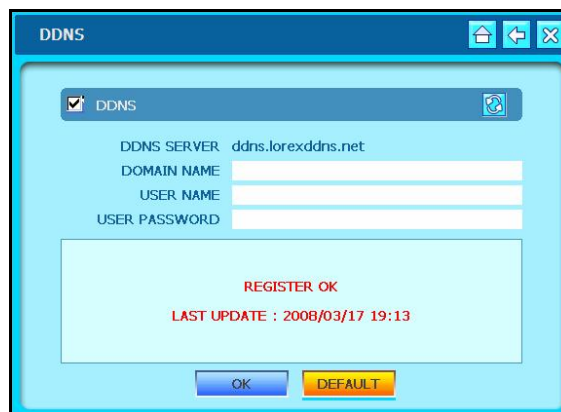 DDNS
DDNS
DDNS SERVER ddns.lorexddns.net
DOMAIN NAME
USER NAME
USER PASSWORD
REGISTER OK
LAST UPDATE : 2008/03/17 19:13
OK DEFAULT